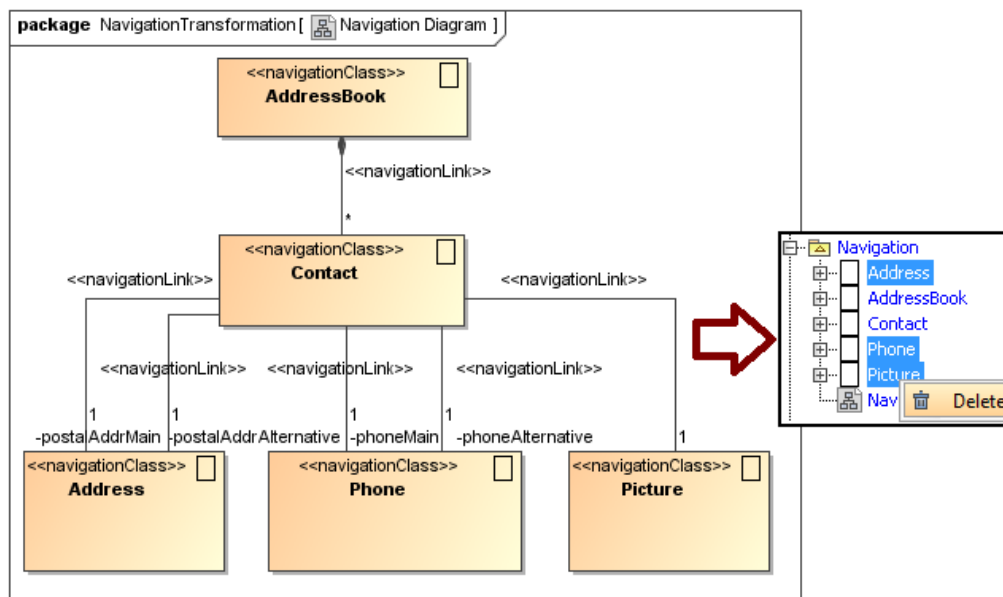 package NavigationTransformation [ Navigation Diagram ]
<<navigationClass>>
AddressBook
<<navigationLink>>
*
<<navigationClass>>
Contact
<<navigationLink>>
<<navigationLink>>
<<navigationLink>>
<<navigationLink>>
<<navigationLink>>
1
1
1
1
1
-postalAddrMain
-postalAddrAlternative
-phoneMain
-phoneAlternative
<<navigationClass>>
Address
<<navigationClass>>
Phone
<<navigationClass>>
Picture
Navigation
Address
AddressBook
Contact
Phone
Picture
Nav
Delete